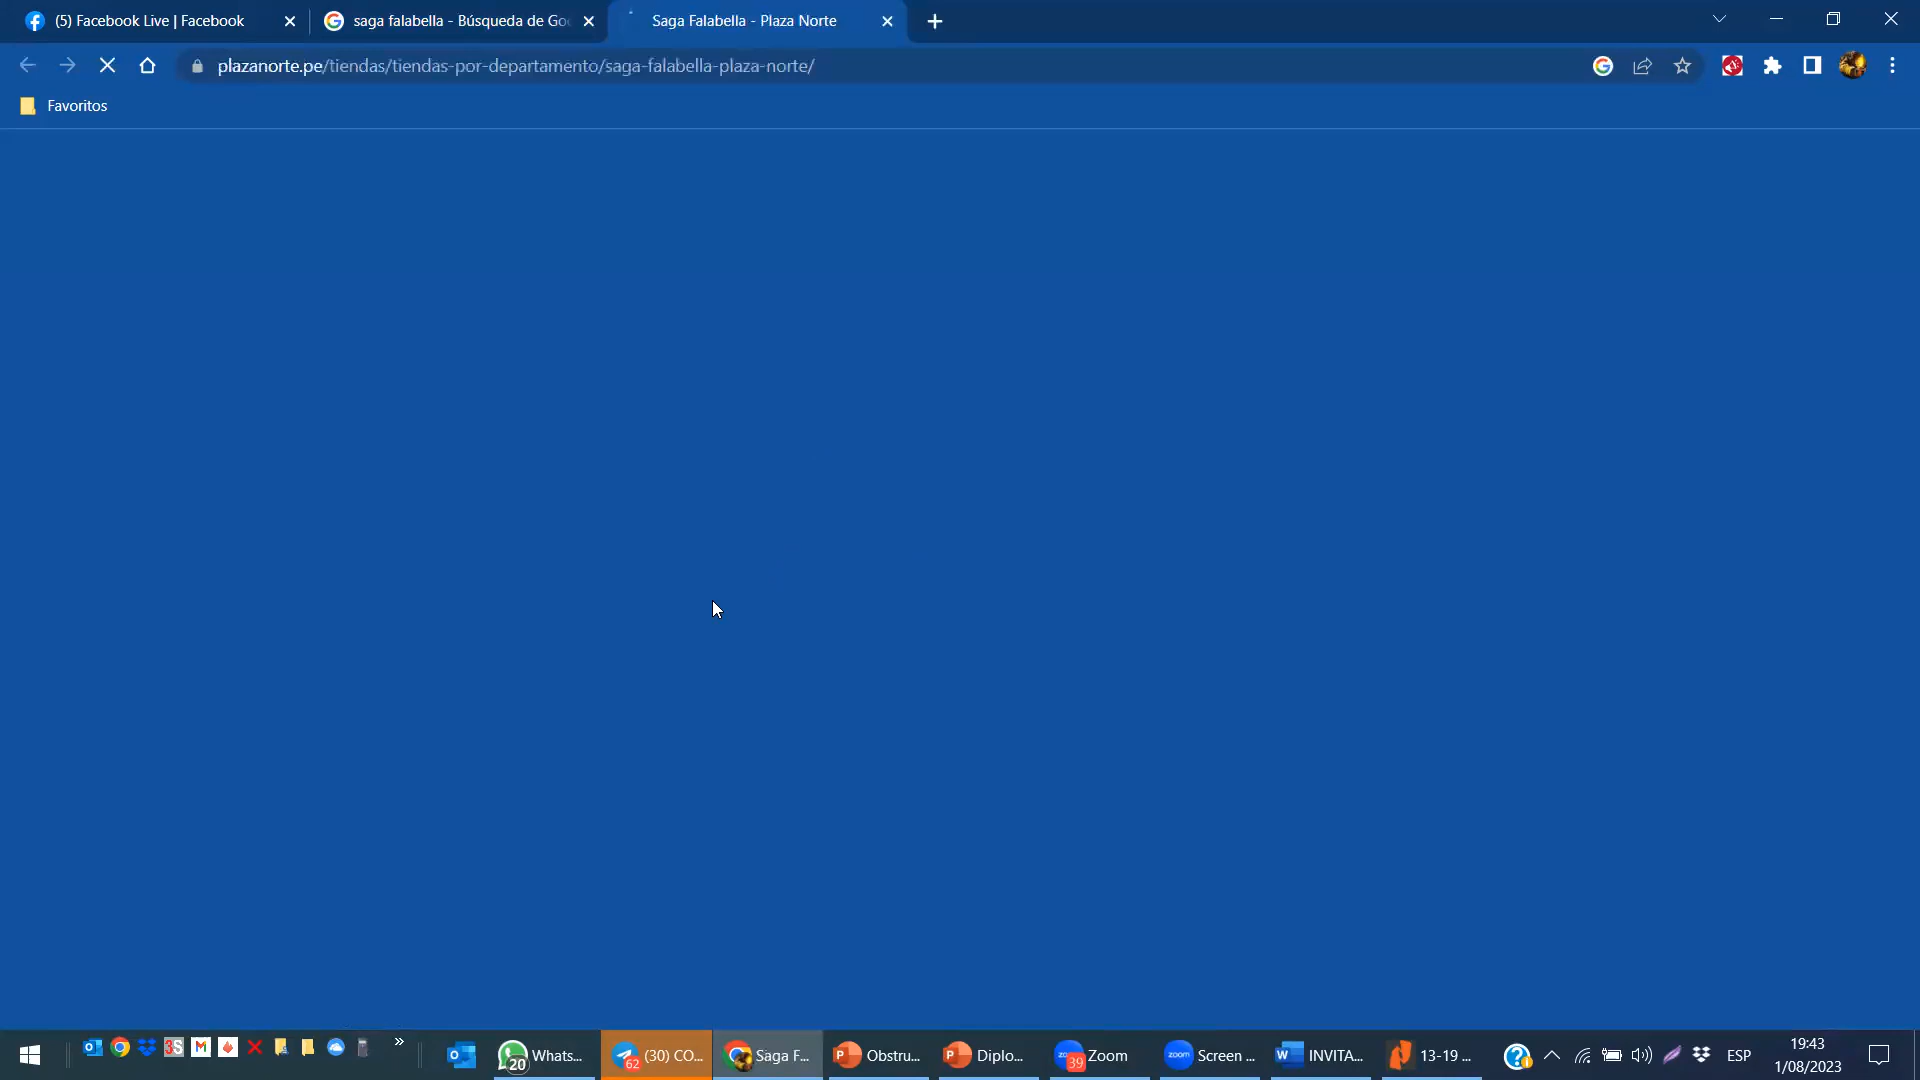 (5) Facebook Live | Facebook
saga falabella - Búsqueda de Go
Saga Falabella - Plaza Norte
plazanorte.pe/tiendas/tiendas-por-departamento/saga-falabella-plaza-norte/
Favoritos
Whats...
20
(30) CO...
62
Saga F...
Obstru...
Diplo...
Zoom
39
zoom
Screen ...
INVITA...
13-19 ...
ESP
19:43
1/08/2023